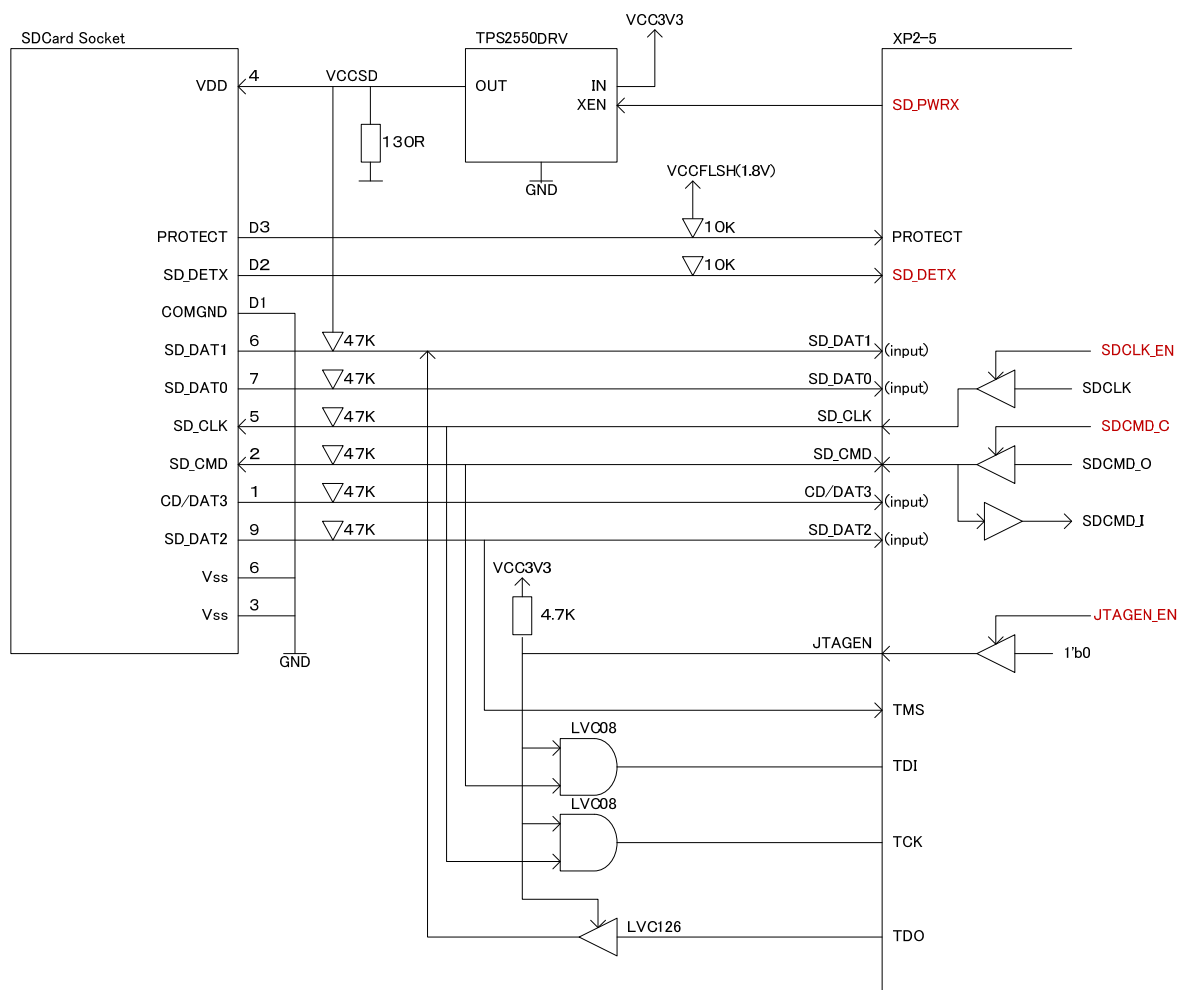 VCC3V3
SDCard Socket
TPS2550DRV
XP2-5
VDD
4
VCCSD
OUT
IN
XEN
SD_PWRX
130R
GND
VCCFLSH(1.8V)
PROTECT
D3
10K
PROTECT
SD_DETX
D2
10K
SD_DETX
COMGND
D1
SD_DAT1
6
47K
SD_DAT1
(input)
SDCLK_EN
SD_DAT0
7
47K
SD_DAT0
(input)
SDCLK
SD_CLK
5
47K
SD_CLK
SDCMD_C
SD_CMD
2
47K
SD_CMD
SDCMD_O
CD/DAT3
1
47K
CD/DAT3
(input)
SDCMD_I
SD_DAT2
9
47K
SD_DAT2
(input)
Vss
6
VCC3V3
Vss
3
4.7K
JTAGEN_EN
GND
JTAGEN
1'b0
TMS
LVC08
TDI
LVC08
TCK
LVC126
TDO